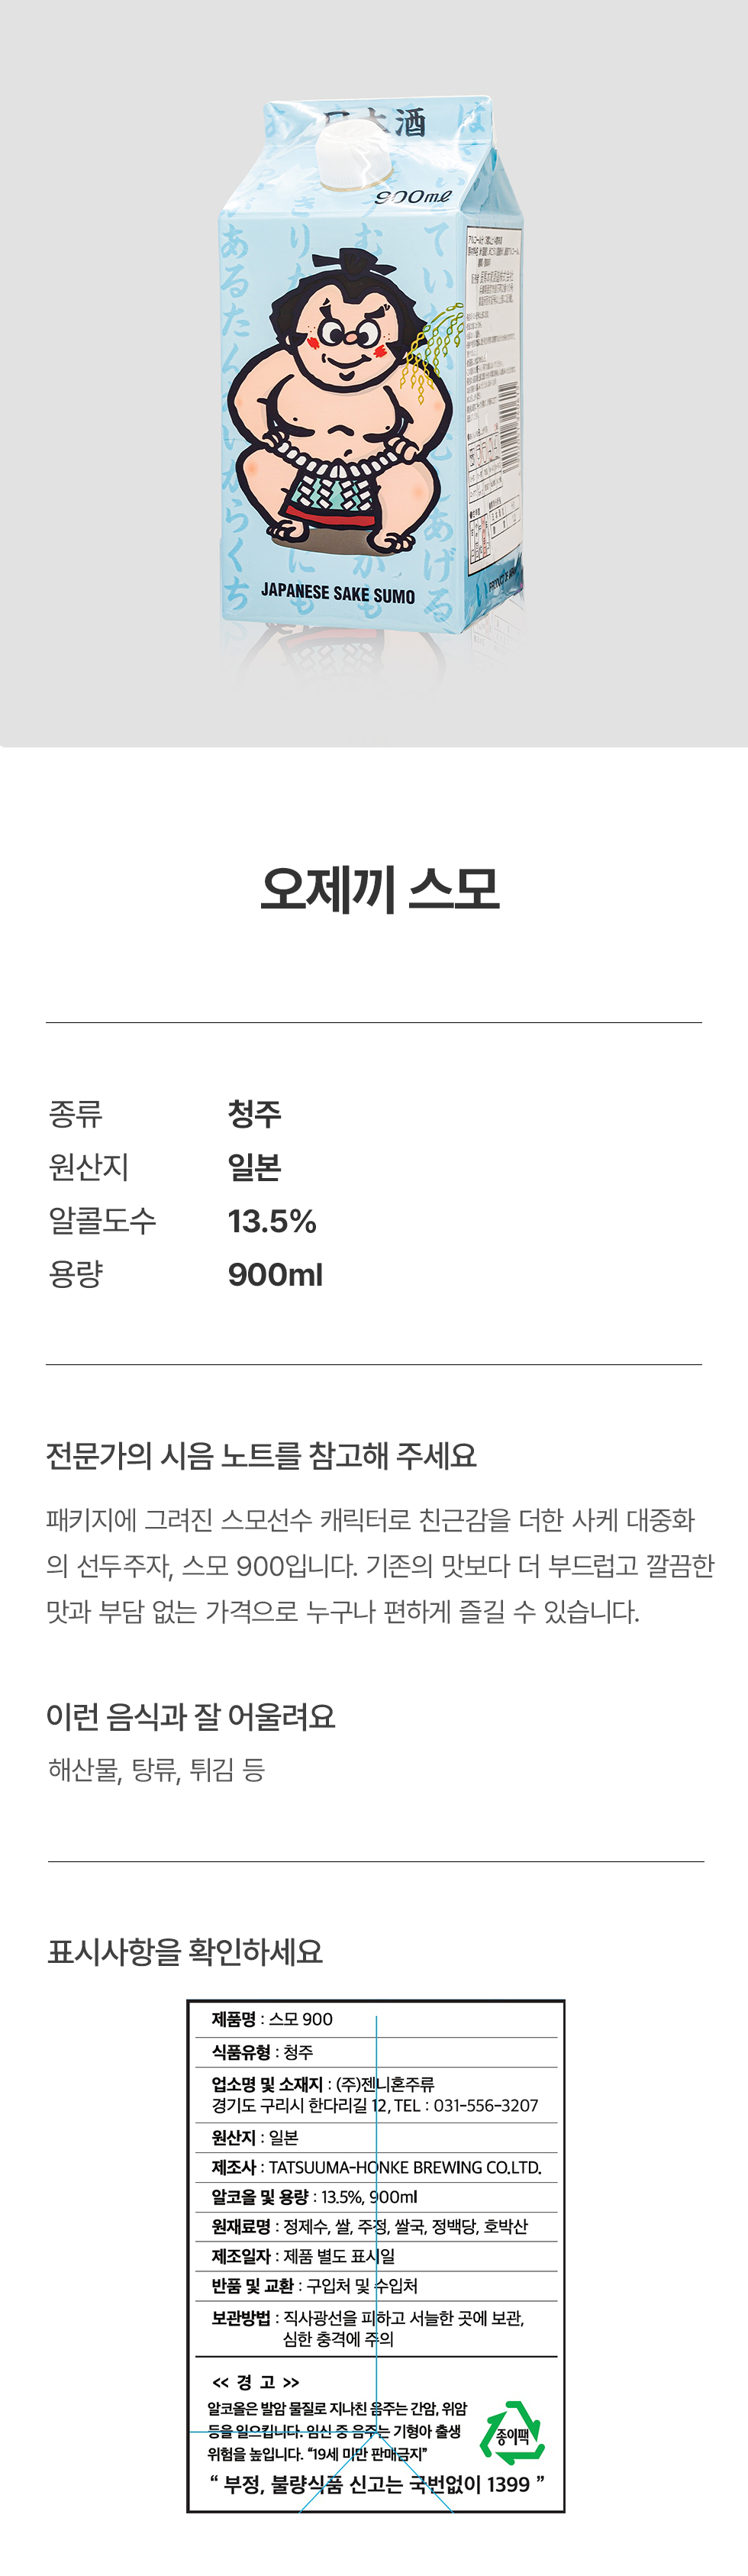 日本酒
900ml
JAPANESE SAKE SUMO
오제끼 스모
종류 청주
원산지 일본
알콜도수 13.5%
용량 900ml
전문가의 시음 노트를 참고해 주세요
패키지에 그려진 스모선수 캐릭터로 친근감을 더한 사케 대중화
의 선두주자, 스모 900입니다. 기존의 맛보다 더 부드럽고 깔끔한
맛과 부담 없는 가격으로 누구나 편하게 즐길 수 있습니다.
이런 음식과 잘 어울려요
해산물, 탕류, 튀김 등
표시사항을 확인하세요
제품명 : 스모 900
식품유형 : 청주
업소명 및 소재지 : (주)젠니혼주류
경기도 구리시 한다리길 12, TEL : 031-556-3207
원산지 : 일본
제조사 : TATSUUMA-HONKE BREWING CO.LTD.
알코올 및 용량 : 13.5%, 900ml
원재료명 : 정제수, 쌀, 주정, 쌀국, 정백당, 호박산
제조일자 : 제품 별도 표시일
반품 및 교환 : 구입처 및 수입처
보관방법 : 직사광선을 피하고 서늘한 곳에 보관,
심한 충격에 주의
<< 경 고 >>
알코올은 발암 물질로 지나친 음주는 간암, 위암
등을 일으킵니다. 임신 중 음주는 기형아 출생
위험을 높입니다. “19세 미만 판매금지”
종이팩
“ 부정, 불량식품 신고는 국번없이 1399 ”